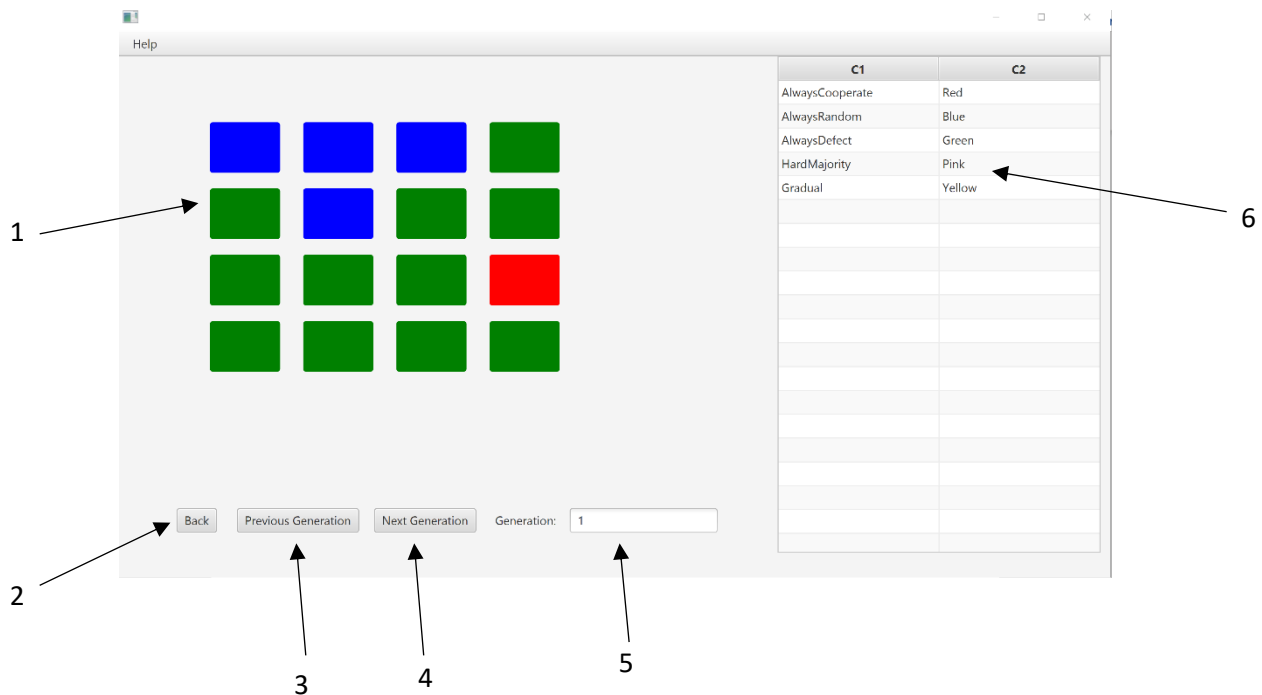 Help
C1 C2
AlwaysCooperate Red
AlwaysRandom Blue
AlwaysDefect Green
HardMajority Pink
Gradual Yellow
1
6
Back Previous Generation Next Generation Generation: 1
2
3
4
5